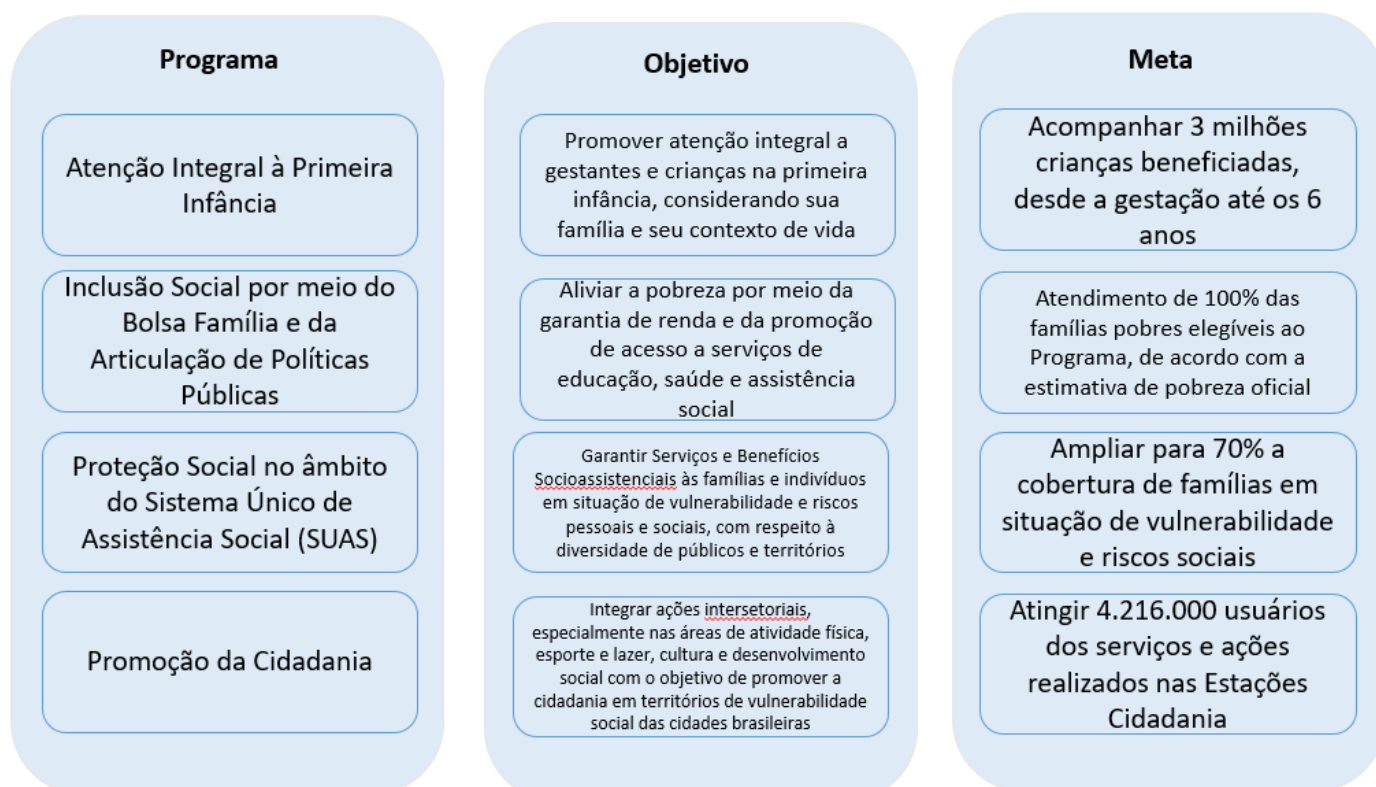 Programa
Atenção Integral à Primeira
Infância
Inclusão Social por meio do
Bolsa Família e da
Articulação de Políticas
Públicas
Proteção Social no âmbito
do Sistema Único de
Assistência Social (SUAS)
Promoção da Cidadania
Objetivo
Promover atenção integral a
gestantes e crianças na primeira
infância, considerando sua
família e seu contexto de vida
Aliviar a pobreza por meio da
garantia de renda e da promoção
de acesso a serviços de
educação, saúde e assistência
social
Garantir Serviços e Benefícios
Socioassistenciais às famílias e indivíduos
em situação de vulnerabilidade e riscos
pessoais e sociais, com respeito à
diversidade de públicos e territórios
Integrar ações intersetoriais,
especialmente nas áreas de atividade física,
esporte e lazer, cultura e desenvolvimento
social com o objetivo de promover a
cidadania em territórios de vulnerabilidade
social das cidades brasileiras
Meta
Acompanhar 3 milhões
crianças beneficiadas,
desde a gestação até os 6
anos
Atendimento de 100% das
famílias pobres elegíveis ao
Programa, de acordo com a
estimativa de pobreza oficial
Ampliar para 70% a
cobertura de famílias em
situação de vulnerabilidade
e riscos sociais
Atingir 4.216.000 usuários
dos serviços e ações
realizados nas Estações
Cidadania